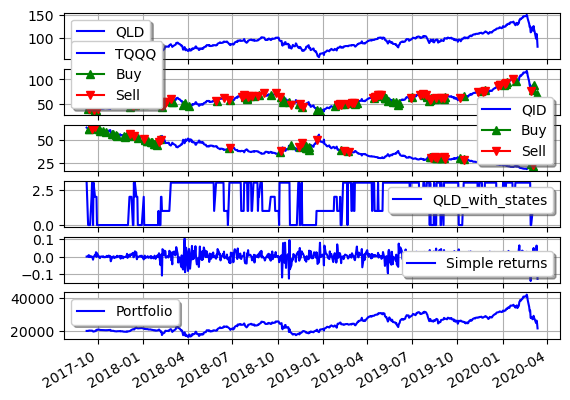 150
100
QLD
TQQQ
Buy
Sell
100
50
QID
Buy
Sell
50
25
2.5
0.0
QLD_with_states
0.1
0.0
−0.1
Simple returns
40000
20000
Portfolio
2017-10
2018-01
2018-04
2018-07
2018-10
2019-01
2019-04
2019-07
2019-10
2020-01
2020-04